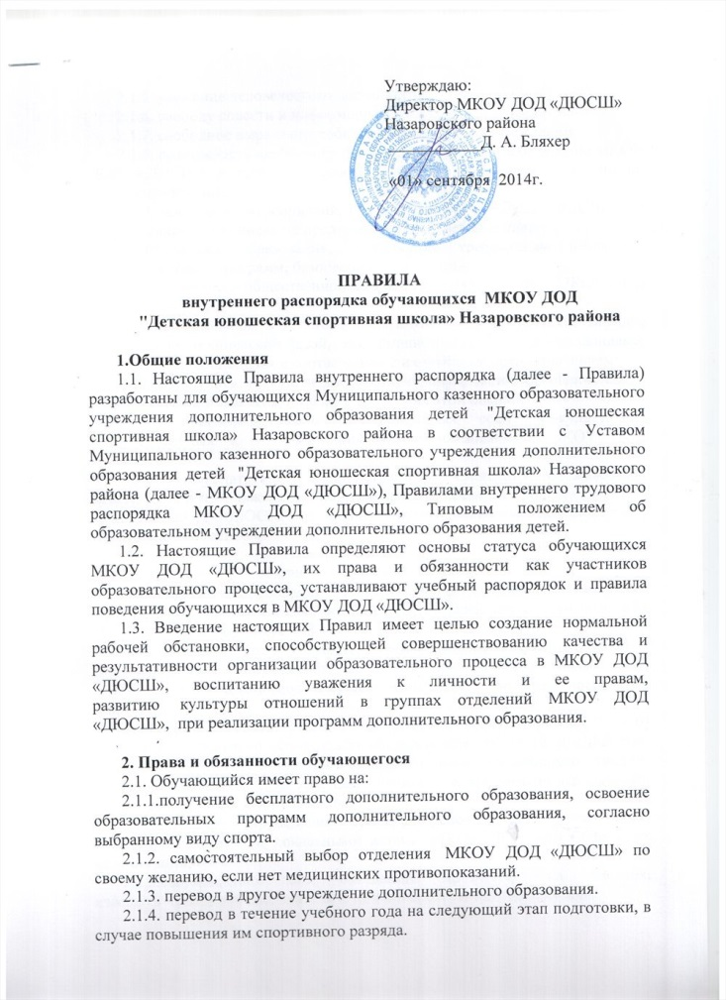 Утверждаю:
Директор МКОУ ДОД «ДЮСШ»
Назаровского района
____________Д. А. Бляхер
«01» сентября 2014г.
ПРАВИЛА
внутреннего распорядка обучающихся МКОУ ДОД
"Детская юношеская спортивная школа» Назаровского района
1.Общие положения
1.1. Настоящие Правила внутреннего распорядка (далее - Правила)
разработаны для обучающихся Муниципального казенного образовательного
учреждения дополнительного образования детей "Детская юношеская
спортивная школа» Назаровского района в соответствии с Уставом
Муниципального казенного образовательного учреждения дополнительного
образования детей "Детская юношеская спортивная школа» Назаровского
района (далее - МКОУ ДОД «ДЮСШ»), Правилами внутреннего трудового
распорядка МКОУ ДОД «ДЮСШ», Типовым положением об
образовательном учреждении дополнительного образования детей.
1.2. Настоящие Правила определяют основы статуса обучающихся
МКОУ ДОД «ДЮСШ», их права и обязанности как участников
образовательного процесса, устанавливают учебный распорядок и правила
поведения обучающихся в МКОУ ДОД «ДЮСШ».
1.3. Введение настоящих Правил имеет целью создание нормальной
рабочей обстановки, способствующей совершенствованию качества и
результативности организации образовательного процесса в МКОУ ДОД
«ДЮСШ», воспитанию уважения к личности и ее правам,
развитию культуры отношений в группах отделений МКОУ ДОД
«ДЮСШ», при реализации программ дополнительного образования.
2. Права и обязанности обучающегося
2.1. Обучающийся имеет право на:
2.1.1.получение бесплатного дополнительного образования, освоение
образовательных программ дополнительного образования, согласно
выбранному виду спорта.
2.1.2. самостоятельный выбор отделения МКОУ ДОД «ДЮСШ» по
своему желанию, если нет медицинских противопоказаний.
2.1.3. перевод в другое учреждение дополнительного образования.
2.1.4. перевод в течение учебного года на следующий этап подготовки, в
случае повышения им спортивного разряда.